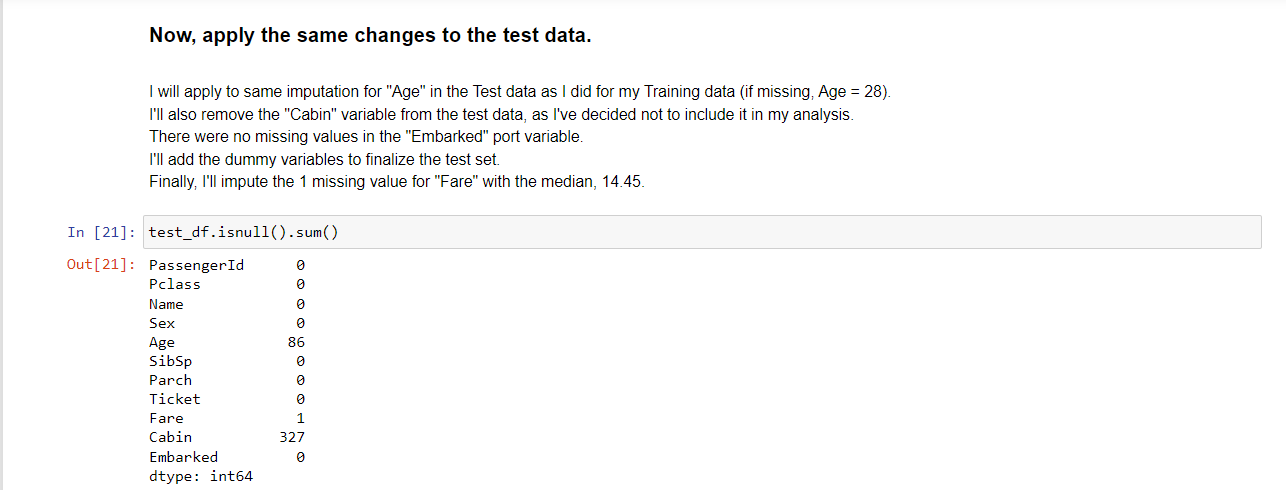 Now, apply the same changes to the test data.
I will apply to same imputation for "Age" in the Test data as I did for my Training data (if missing, Age = 28).
I'll also remove the "Cabin" variable from the test data, as I've decided not to include it in my analysis.
There were no missing values in the "Embarked" port variable.
I'll add the dummy variables to finalize the test set.
Finally, I'll impute the 1 missing value for "Fare" with the median, 14.45.
In [21]: test_df.isnull().sum()
Out[21]: PassengerId 0
Pclass 0
Name 0
Sex 0
Age 86
SibSp 0
Parch 0
Ticket 0
Fare 1
Cabin 327
Embarked 0
dtype: int64